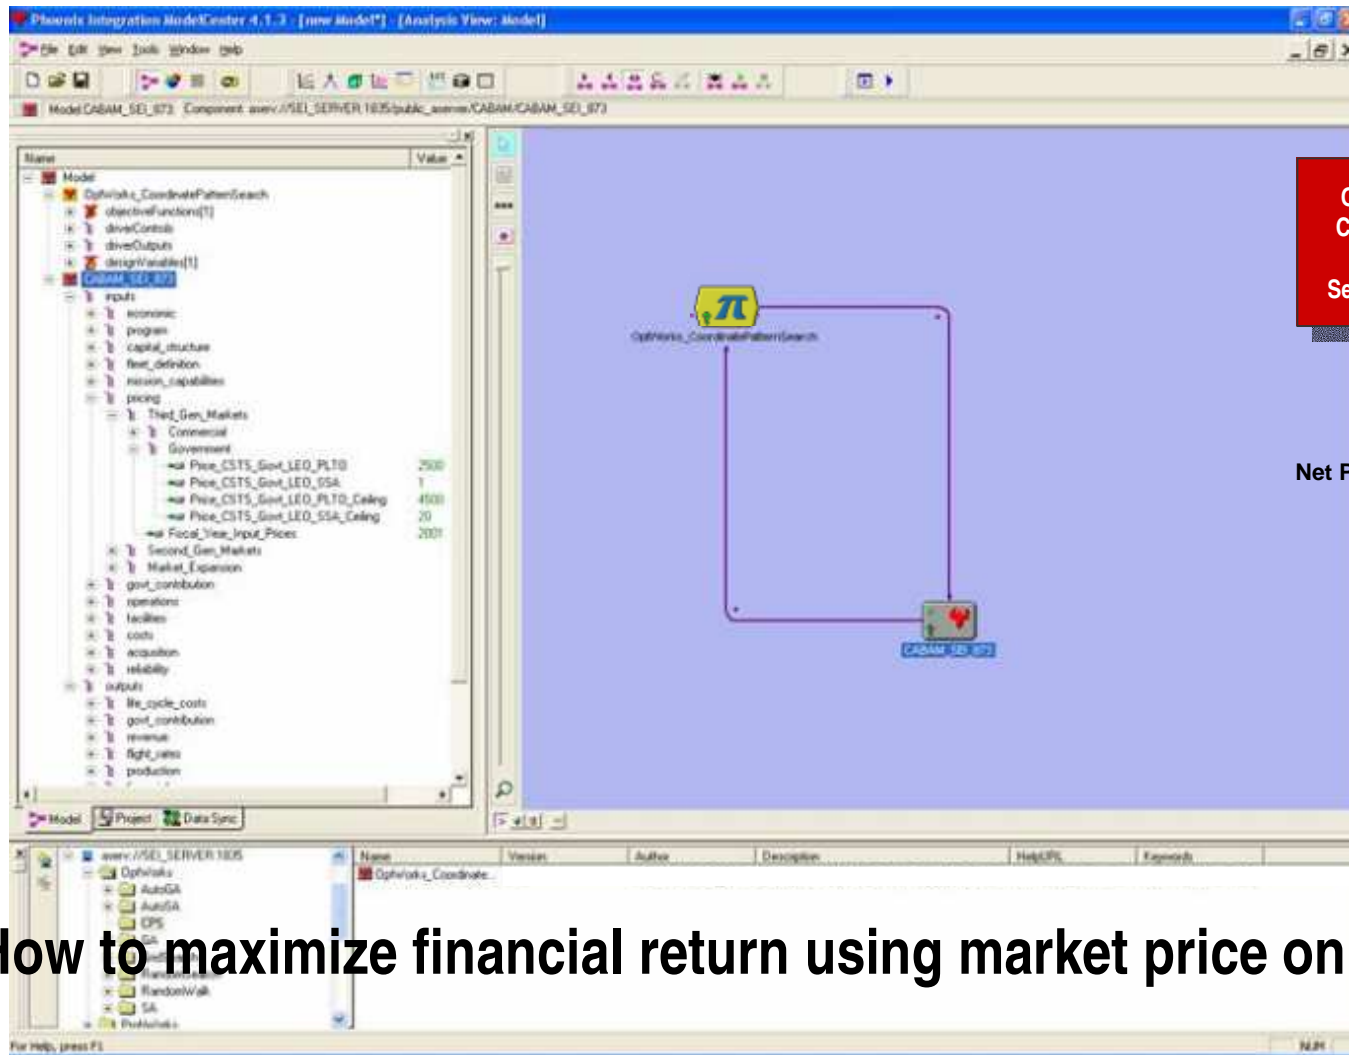 Phoenix Integration ModelCenter 4.1.3 - [new Model*] - [Analysis View: Model]
File Edit View Tools Window Help
Model:CABAM_SEI_873 Component: aserv://SEI_SERVER:1835/public_aserver/CABAM/CABAM_SEI_873
Name Value
Model
OptWorks_CoordinatePatternSearch
objectiveFunctions[1]
driverControls
driverOutputs
designVariables[1]
CABAM_SEI_873
inputs
economic
program
capital_structure
fleet_definition
mission_capabilities
pricing
Third_Gen_Markets
Commercial
Government
Price_CSTS_Govt_LEO_PLTO 2500
Price_CSTS_Govt_LEO_SSA 1
Price_CSTS_Govt_LEO_PLTO_Ceiling 4500
Price_CSTS_Govt_LEO_SSA_Ceiling 20
Fiscal_Year_Input_Prices 2001
Second_Gen_Markets
Market_Expansion
govt_contribution
operations
facilities
costs
acquisition
reliability
outputs
life_cycle_costs
govt_contribution
revenue
flight_rates
production
Model Project Data Sync
OptWorks_CoordinatePatternSearch
CABAM_SEI_873
C
C
Se
Net P
aserv://SEI_SERVER:1835
OptWorks
AutoGA
AutoSA
CPS
GA
RandomSearch
RandomWalk
SA
ProbWorks
Name Version Author Description HelpURL Keywords
OptWorks_Coordinate...
How to maximize financial return using market price on
For Help, press F1
NUM